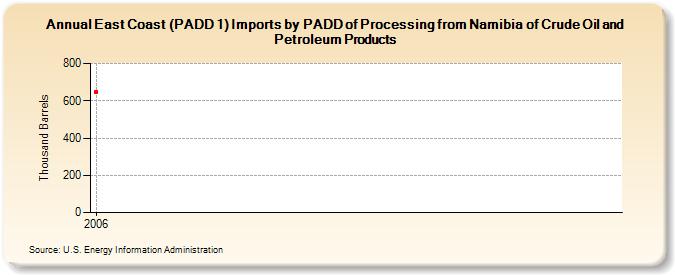 Annual East Coast (PADD 1) Imports by PADD of Processing from Namibia of Crude Oil and
Petroleum Products
Thousand Barrels
800
600
400
200
0
2006
Source: U.S. Energy Information Administration